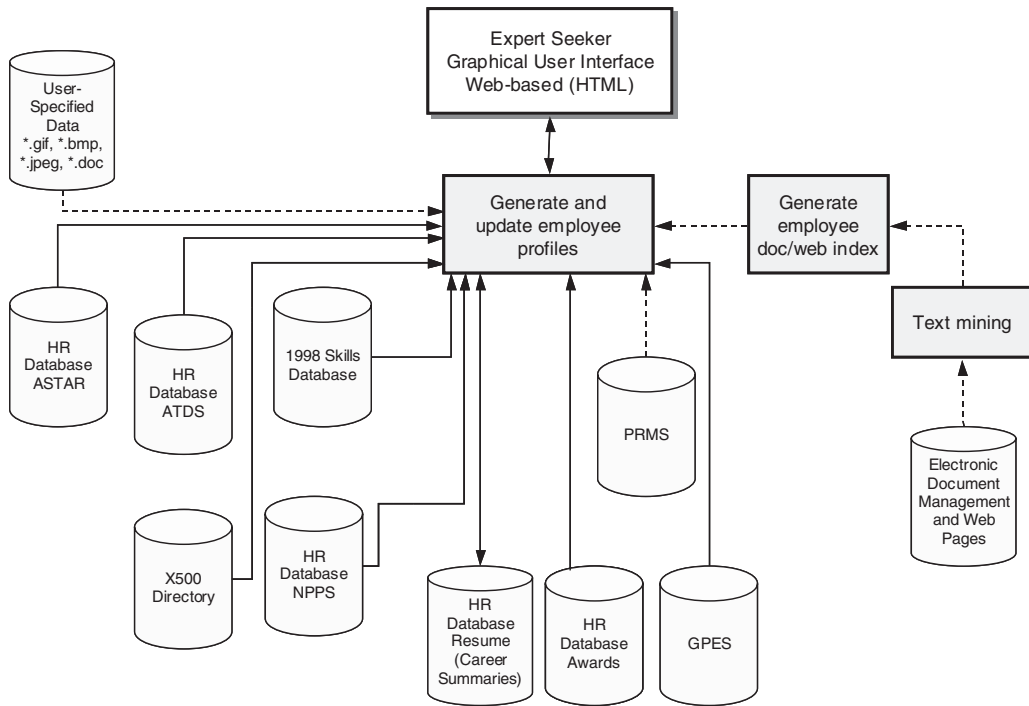 Expert Seeker
Graphical User Interface
Web-based (HTML)
User-
Specified
Data
*.gif, *.bmp,
*.jpeg, *.doc
Generate and
update employee
profiles
Generate
employee
doc/web index
Text mining
HR
Database
ASTAR
HR
Database
ATDS
1998 Skills
Database
PRMS
Electronic
Document
Management
and Web
Pages
X500
Directory
HR
Database
NPPS
HR
Database
Resume
(Career
Summaries)
HR
Database
Awards
GPES